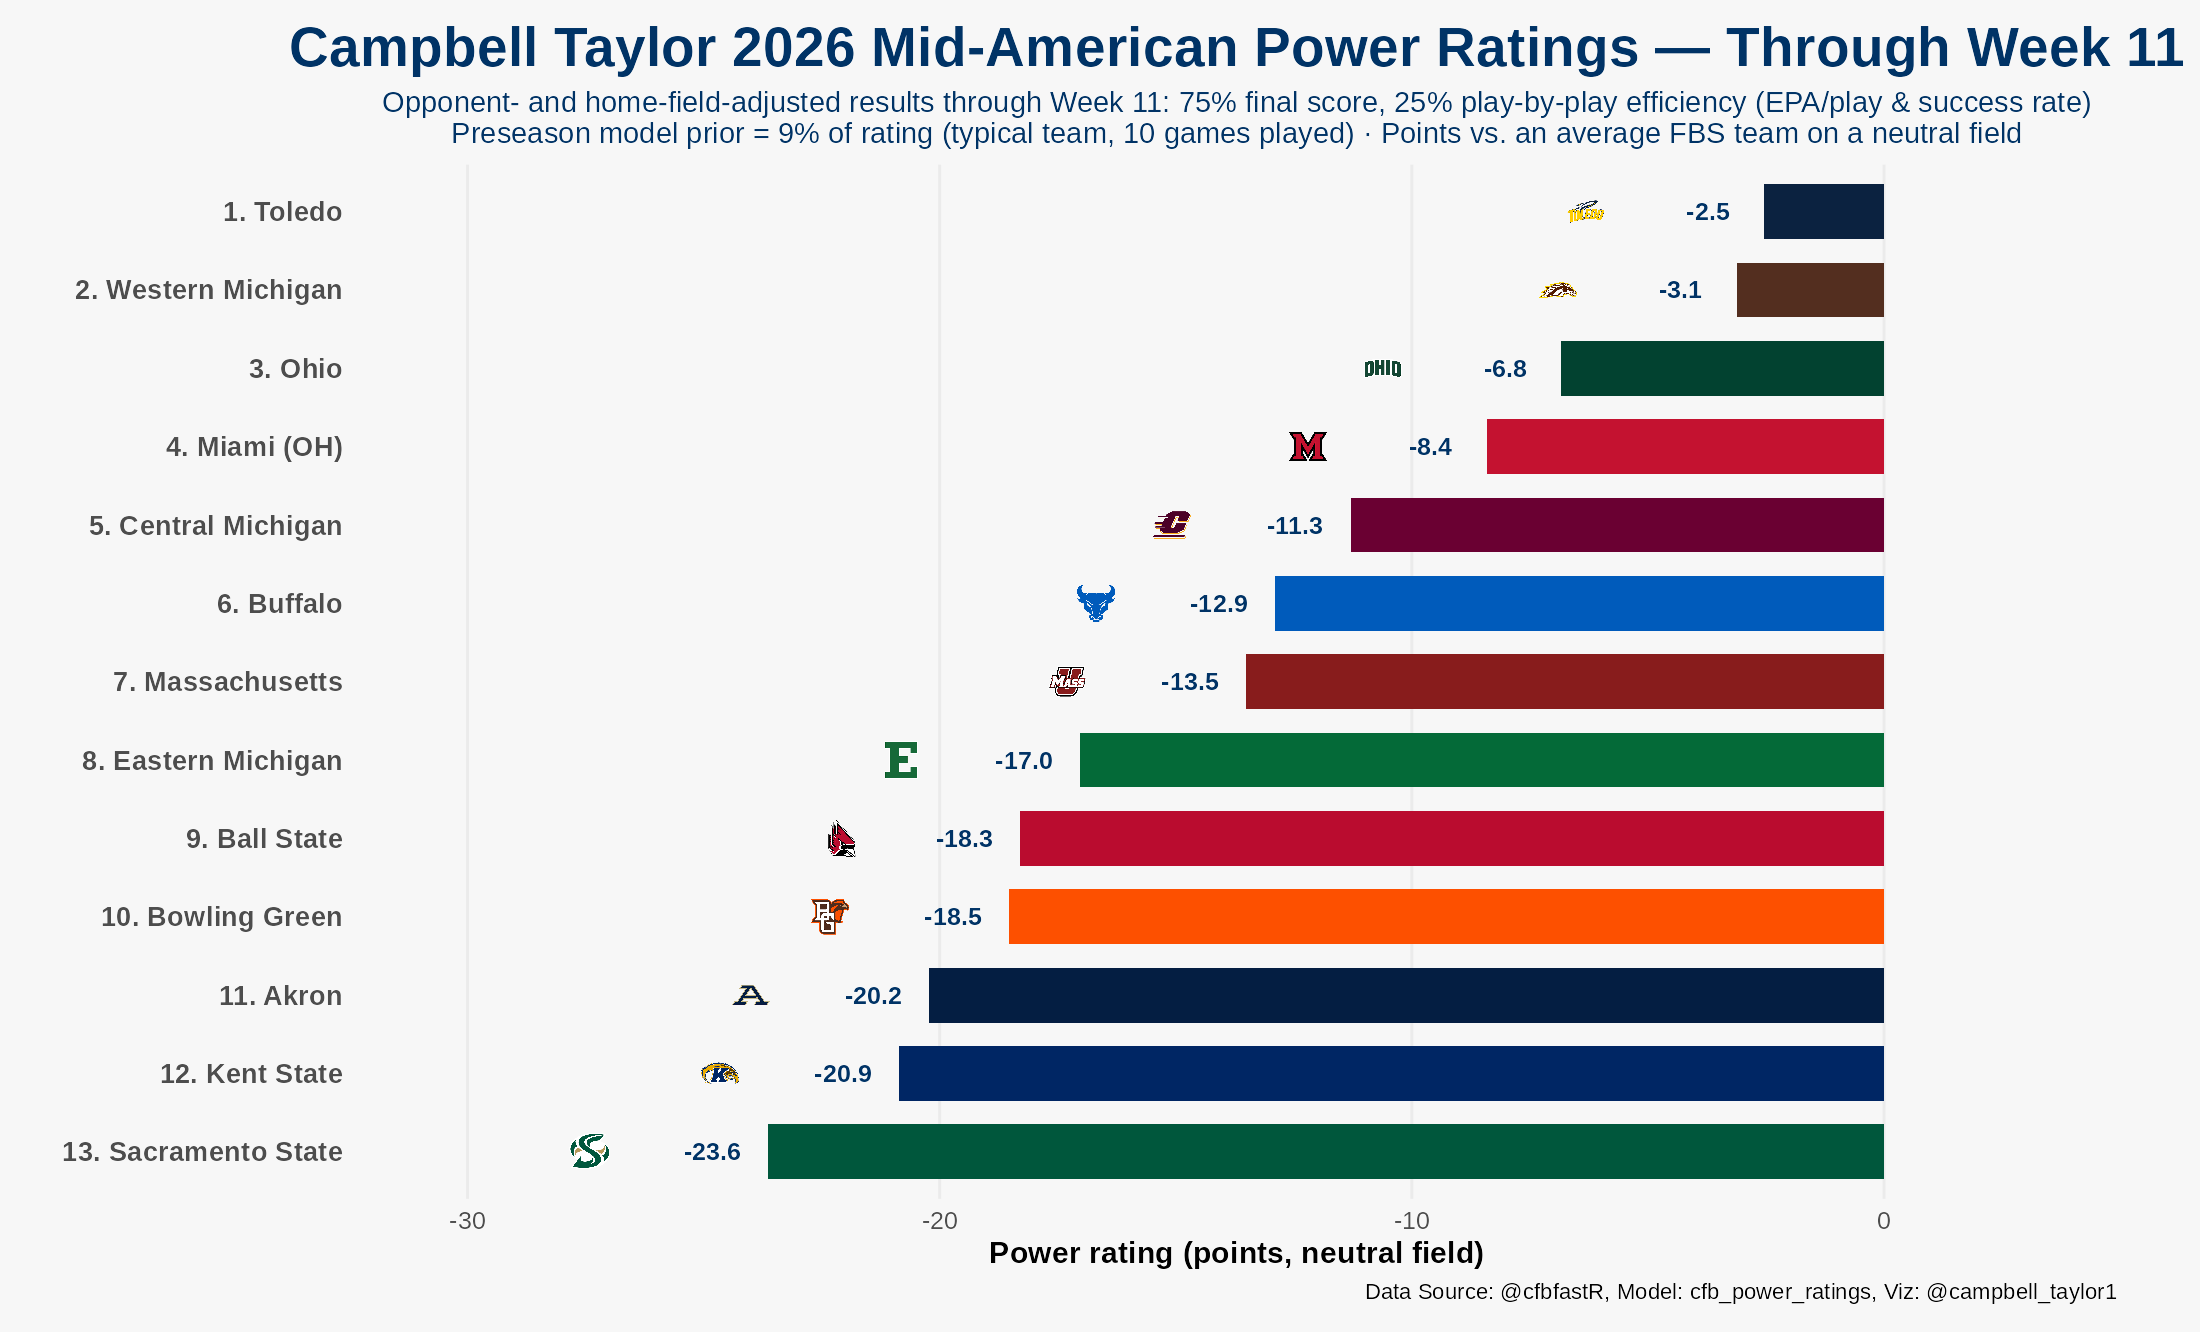 Campbell Taylor 2026 Mid-American Power Ratings — Through Week 11
Opponent- and home-field-adjusted results through Week 11: 75% final score, 25% play-by-play efficiency (EPA/play & success rate)
Preseason model prior = 9% of rating (typical team, 10 games played) · Points vs. an average FBS team on a neutral field
1. Toledo
-2.5
2. Western Michigan
-3.1
3. Ohio
OHIO
-6.8
4. Miami (OH)
M
-8.4
5. Central Michigan
C
-11.3
6. Buffalo
-12.9
7. Massachusetts
U MASS
-13.5
8. Eastern Michigan
E
-17.0
9. Ball State
-18.3
10. Bowling Green
BG
-18.5
11. Akron
A
-20.2
12. Kent State
K
-20.9
13. Sacramento State
S
-23.6
-30 -20 -10 0
Power rating (points, neutral field)
Data Source: @cfbfastR, Model: cfb_power_ratings, Viz: @campbell_taylor1